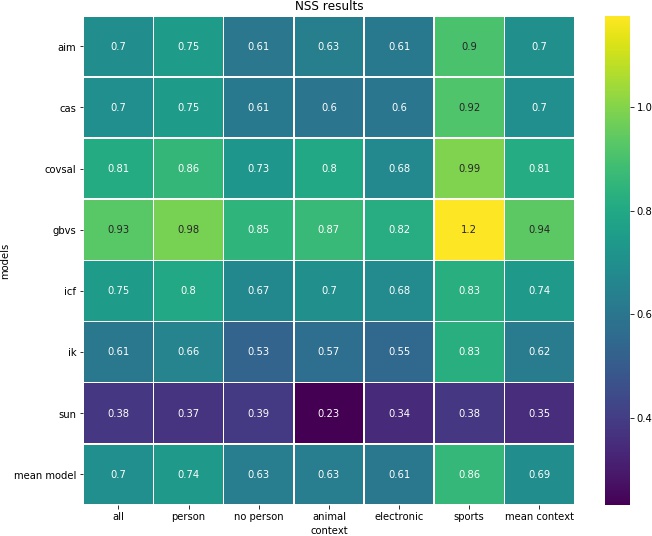 NSS results
aim 0.7 0.75 0.61 0.63 0.61 0.9 0.7
cas 0.7 0.75 0.61 0.6 0.6 0.92 0.7
covsal 0.81 0.86 0.73 0.8 0.68 0.99 0.81
gbvs 0.93 0.98 0.85 0.87 0.82 1.2 0.94
icf 0.75 0.8 0.67 0.7 0.68 0.83 0.74
ik 0.61 0.66 0.53 0.57 0.55 0.83 0.62
sun 0.38 0.37 0.39 0.23 0.34 0.38 0.35
mean model 0.7 0.74 0.63 0.63 0.61 0.86 0.69
all person no person animal electronic sports mean context
context
models
1.0
0.8
0.6
0.4